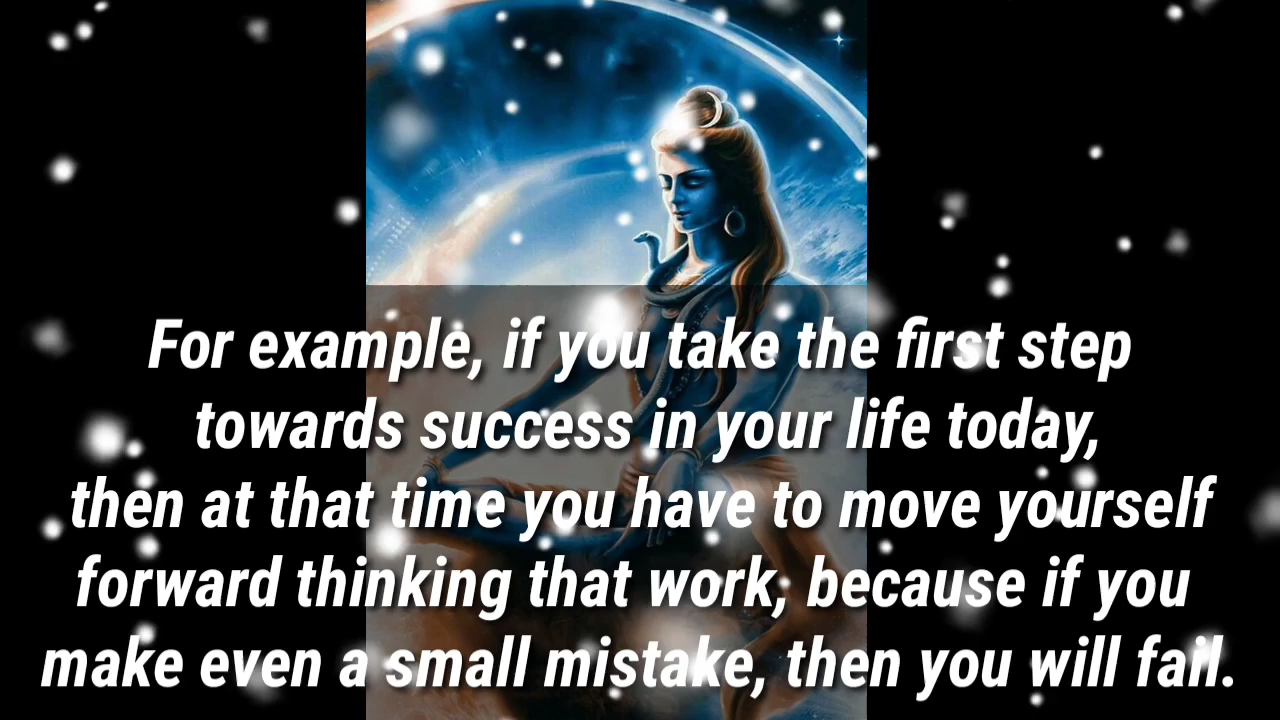 For example, if you take the first step
towards success in your life today,
then at that time you have to move yourself
forward thinking that work, because if you
make even a small mistake, then you will fail.